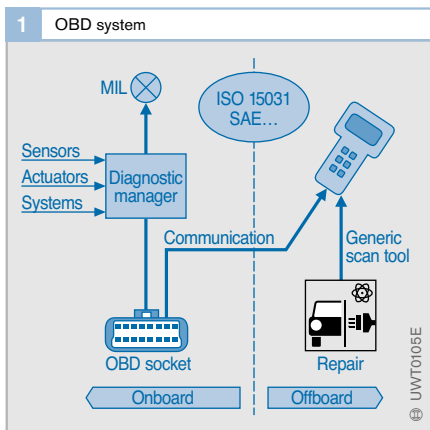 1 OBD system
MIL
ISO 15031
SAE...
Sensors
Actuators
Systems
Diagnostic
manager
Communication
Generic
scan tool
OBD socket
Repair
Onboard
Offboard
UWT0105E